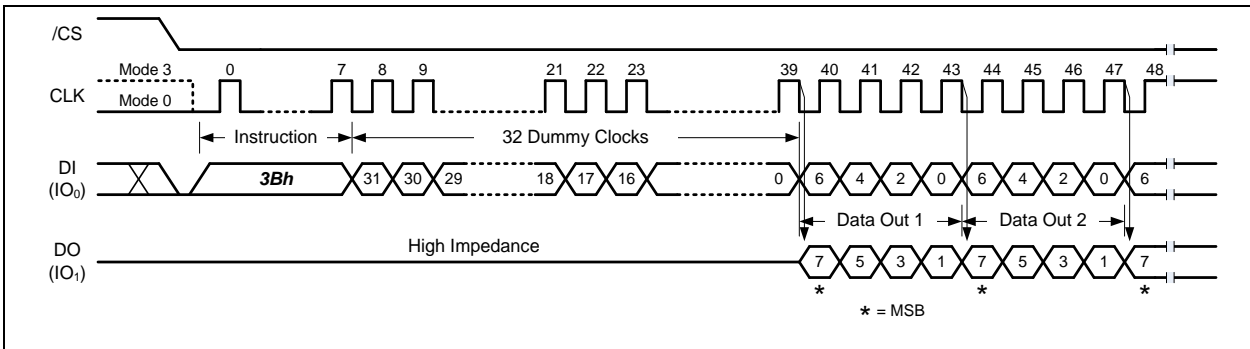 /CS
Mode 3 0 7 8 9 21 22 23 39 40 41 42 43 44 45 46 47 48
CLK
Mode 0
Instruction 32 Dummy Clocks
DI
(IO0)
3Bh 31 30 29 18 17 16 0 6 4 2 0 6 4 2 0 6
Data Out 1 Data Out 2
DO
(IO1)
High Impedance
7 5 3 1 7 5 3 1 7
* * *
* = MSB